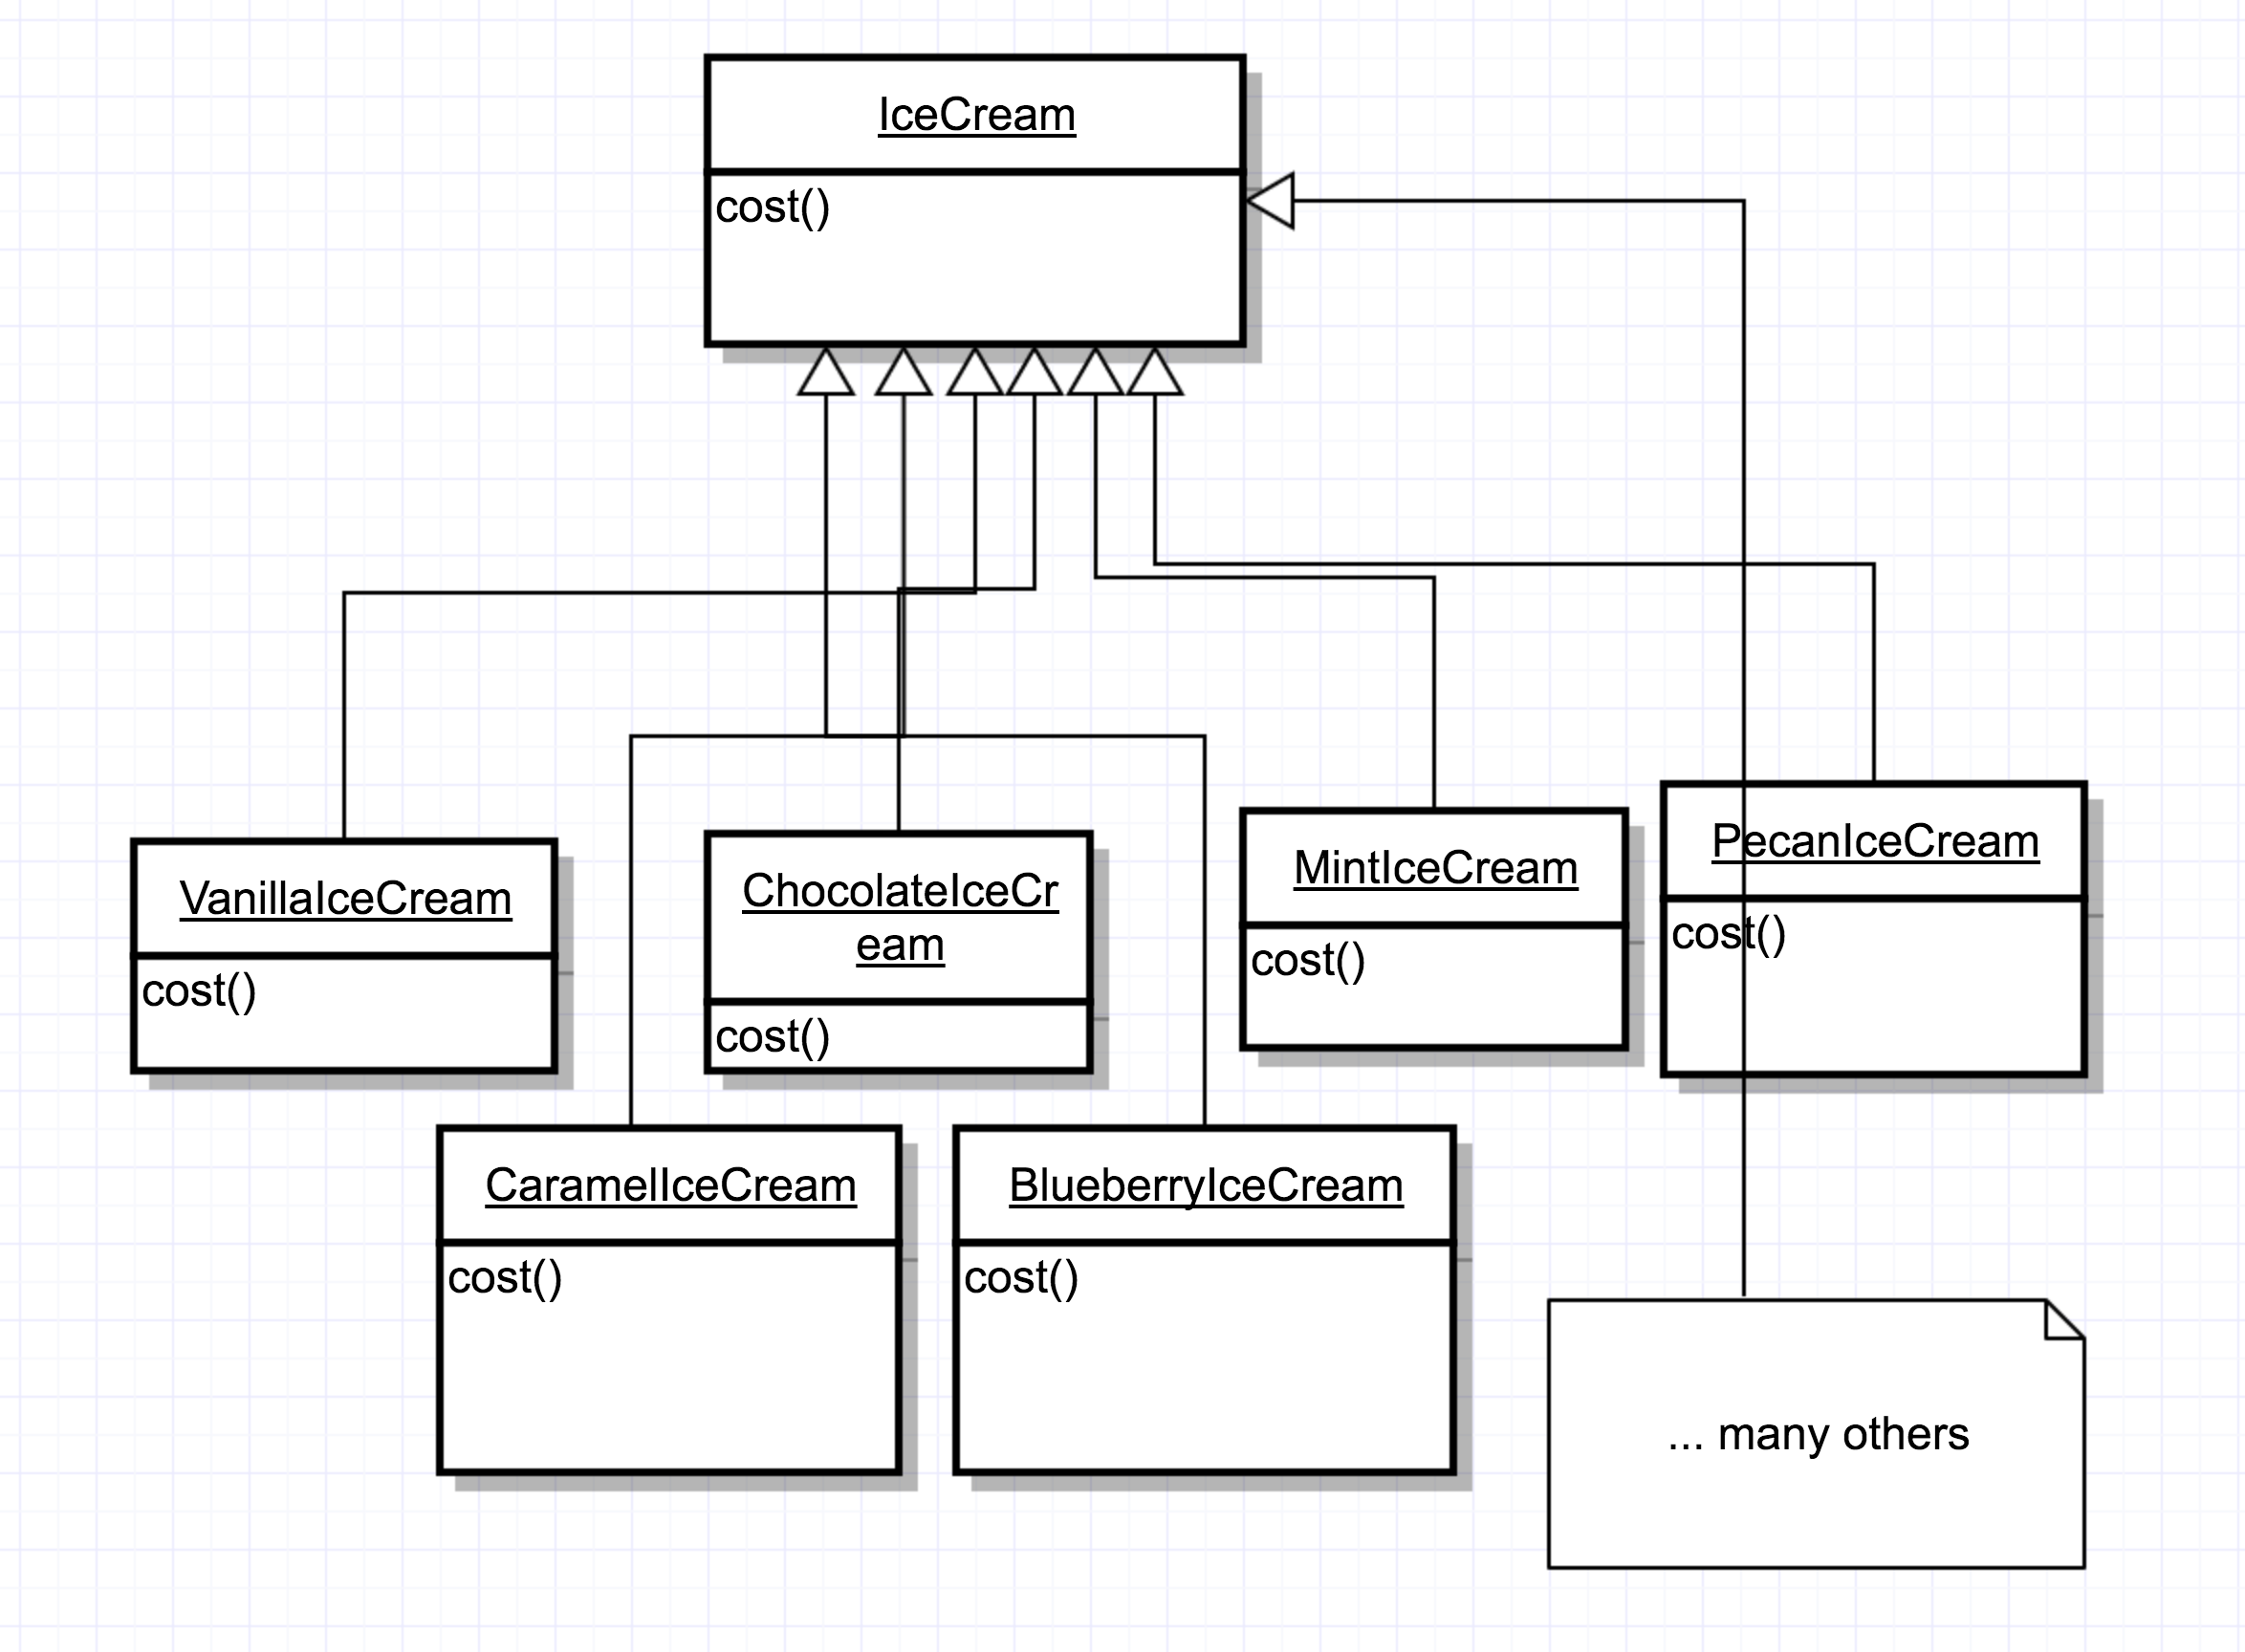 IceCream
cost()
VanillaIceCream
cost()
ChocolateIceCr
eam
cost()
MintIceCream
cost()
PecanIceCream
cost()
CaramelIceCream
cost()
BlueberryIceCream
cost()
... many others